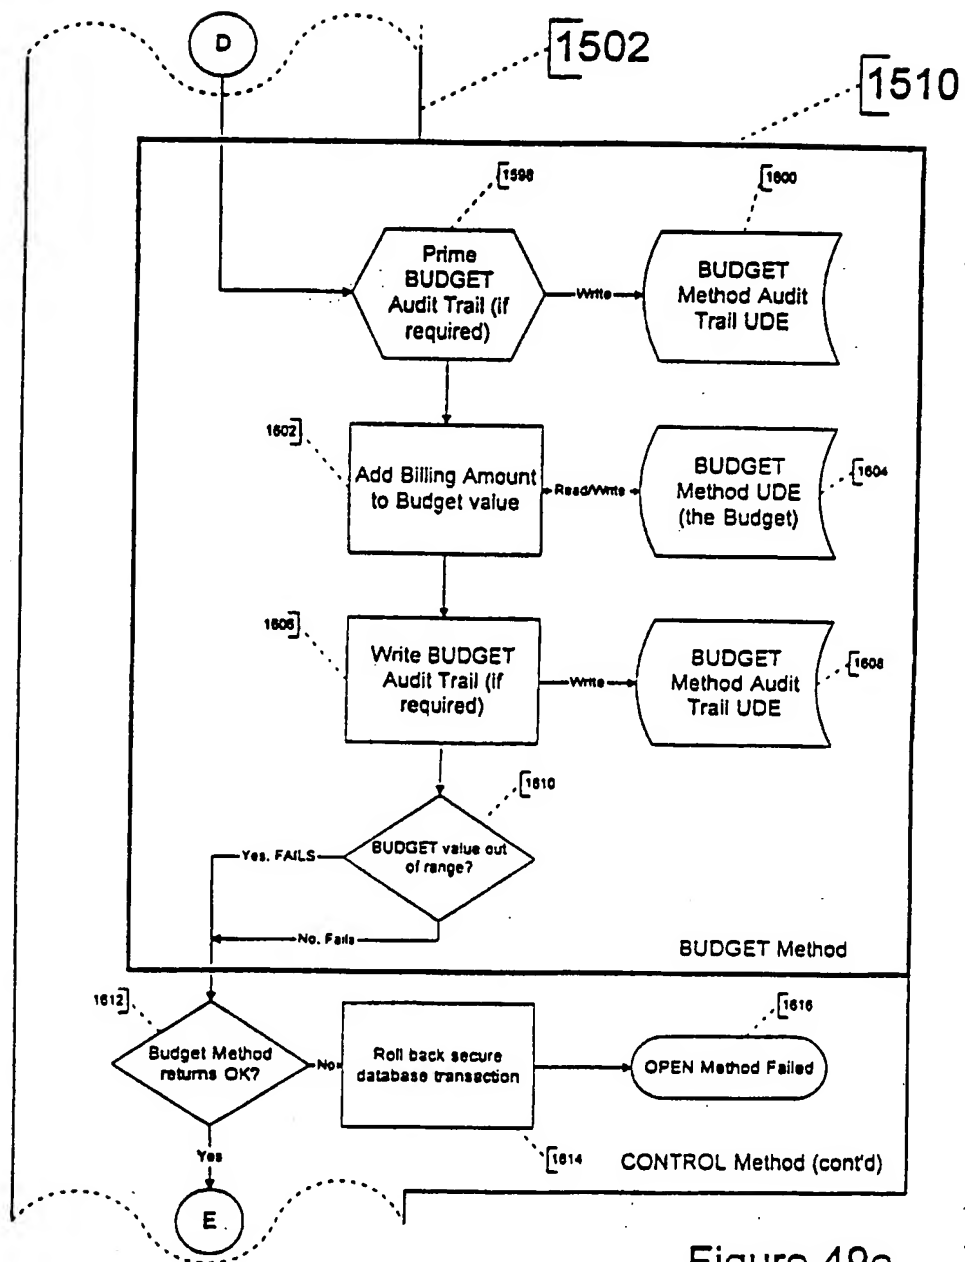 D
1502
1510
1598
1600
Prime
BUDGET
Audit Trail (if
required)
Write
BUDGET
Method Audit
Trail UDE
1602
Add Billing Amount
to Budget value
Read/Write
BUDGET
Method UDE
(the Budget)
1604
1606
Write BUDGET
Audit Trail (if
required)
Write
BUDGET
Method Audit
Trail UDE
1608
1610
BUDGET value out
of range?
Yes, FAILS
No, Fails
BUDGET Method
1612
Budget Method
returns OK?
No
Roll back secure
database transaction
1614
1616
OPEN Method Failed
Yes
CONTROL Method (cont'd)
E